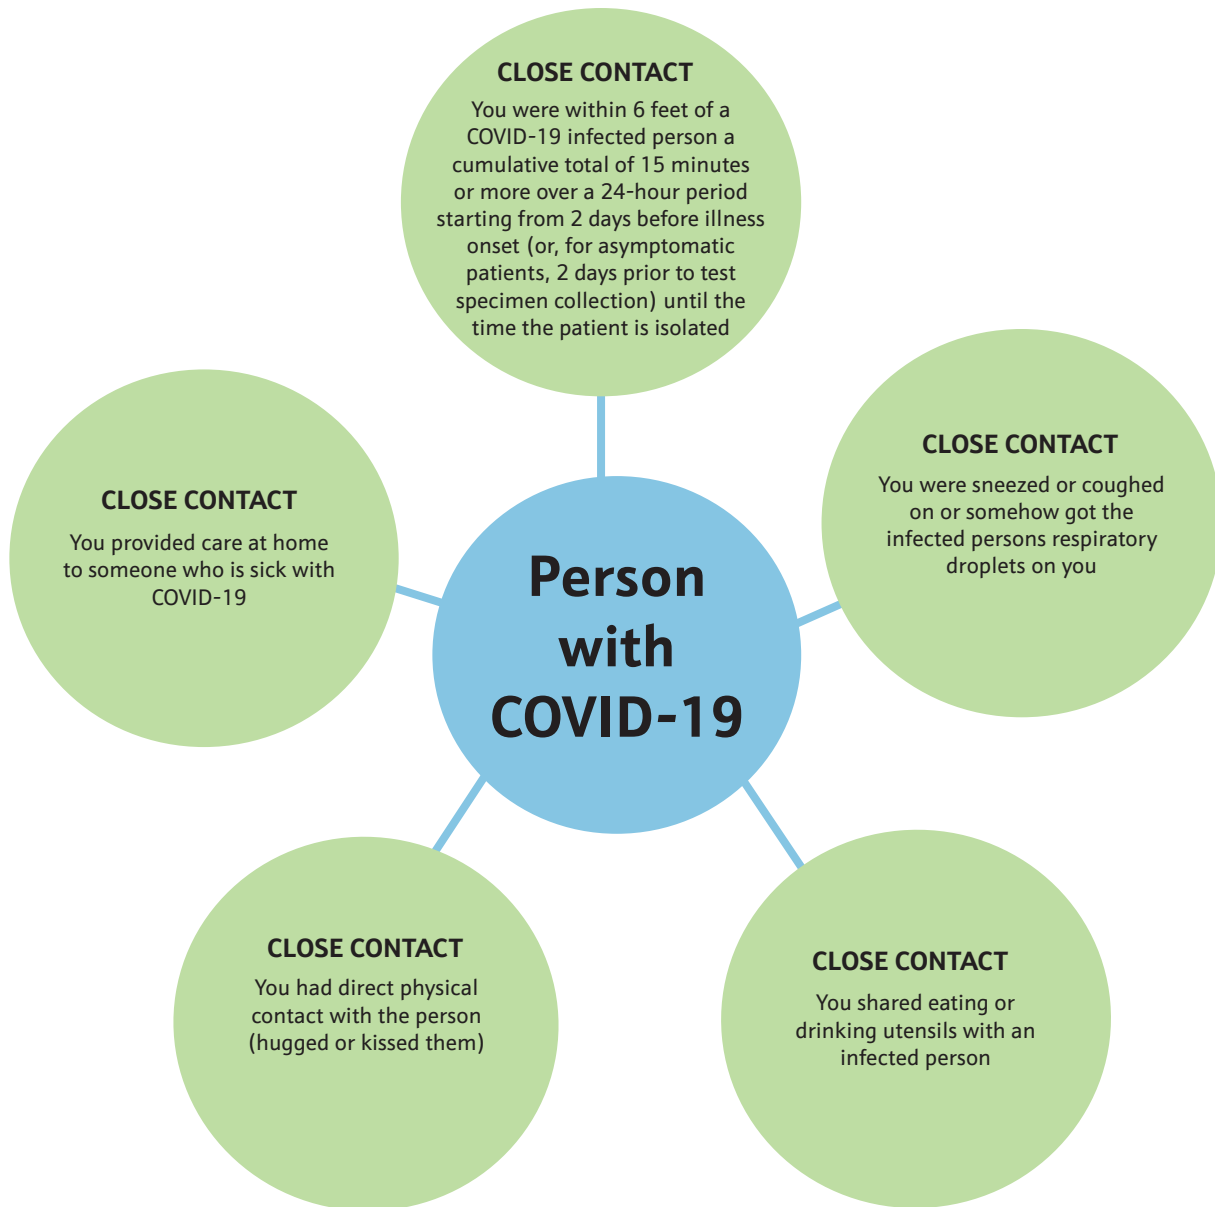 CLOSE CONTACT
You were within 6 feet of a
COVID-19 infected person a
cumulative total of 15 minutes
or more over a 24-hour period
starting from 2 days before illness
onset (or, for asymptomatic
patients, 2 days prior to test
specimen collection) until the
time the patient is isolated
CLOSE CONTACT
You were sneezed or coughed
on or somehow got the
infected persons respiratory
droplets on you
CLOSE CONTACT
You provided care at home
to someone who is sick with
COVID-19
Person
with
COVID-19
CLOSE CONTACT
You had direct physical
contact with the person
(hugged or kissed them)
CLOSE CONTACT
You shared eating or
drinking utensils with an
infected person